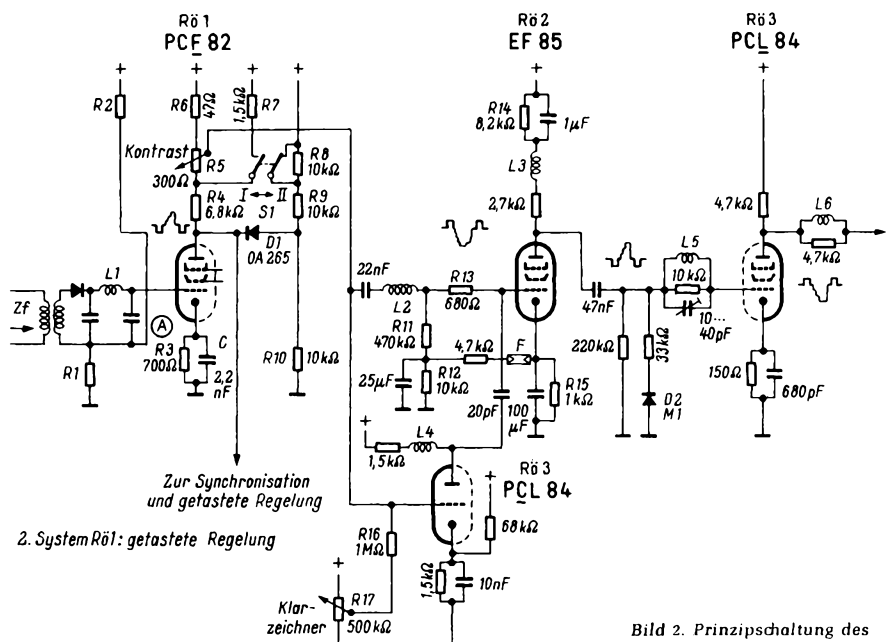 Rö 1
PCF 82
Rö 2
EF 85
Rö 3
PCL 84
+
+
+
+
+
+
R2
R6
47Ω
R7
1,5kΩ
Kontrast
R5
300Ω
R8
10kΩ
R4
6,8kΩ
I ↔ II
S1
R9
10kΩ
D1
OA 265
R14
8,2kΩ
1µF
L3
2,7kΩ
4,7kΩ
L6
4,7kΩ
Zf
L1
A
R1
R3
700Ω
C
2,2
nF
R10
10kΩ
22nF
L2
R13
680Ω
R11
470kΩ
4,7kΩ
F
25µF
R12
10kΩ
20pF
100
µF
R15
1kΩ
47nF
L5
10kΩ
10...
40pF
220kΩ
33kΩ
D2
M1
150Ω
680pF
+
L4
1,5kΩ
Rö 3
PCL 84
+
68kΩ
Zur Synchronisation
und getastete Regelung
2. System Rö1: getastete Regelung
R16
1MΩ
1,5kΩ
10nF
+
Klar-
zeichner
R17
500kΩ
Bild 2. Prinzipschaltung des